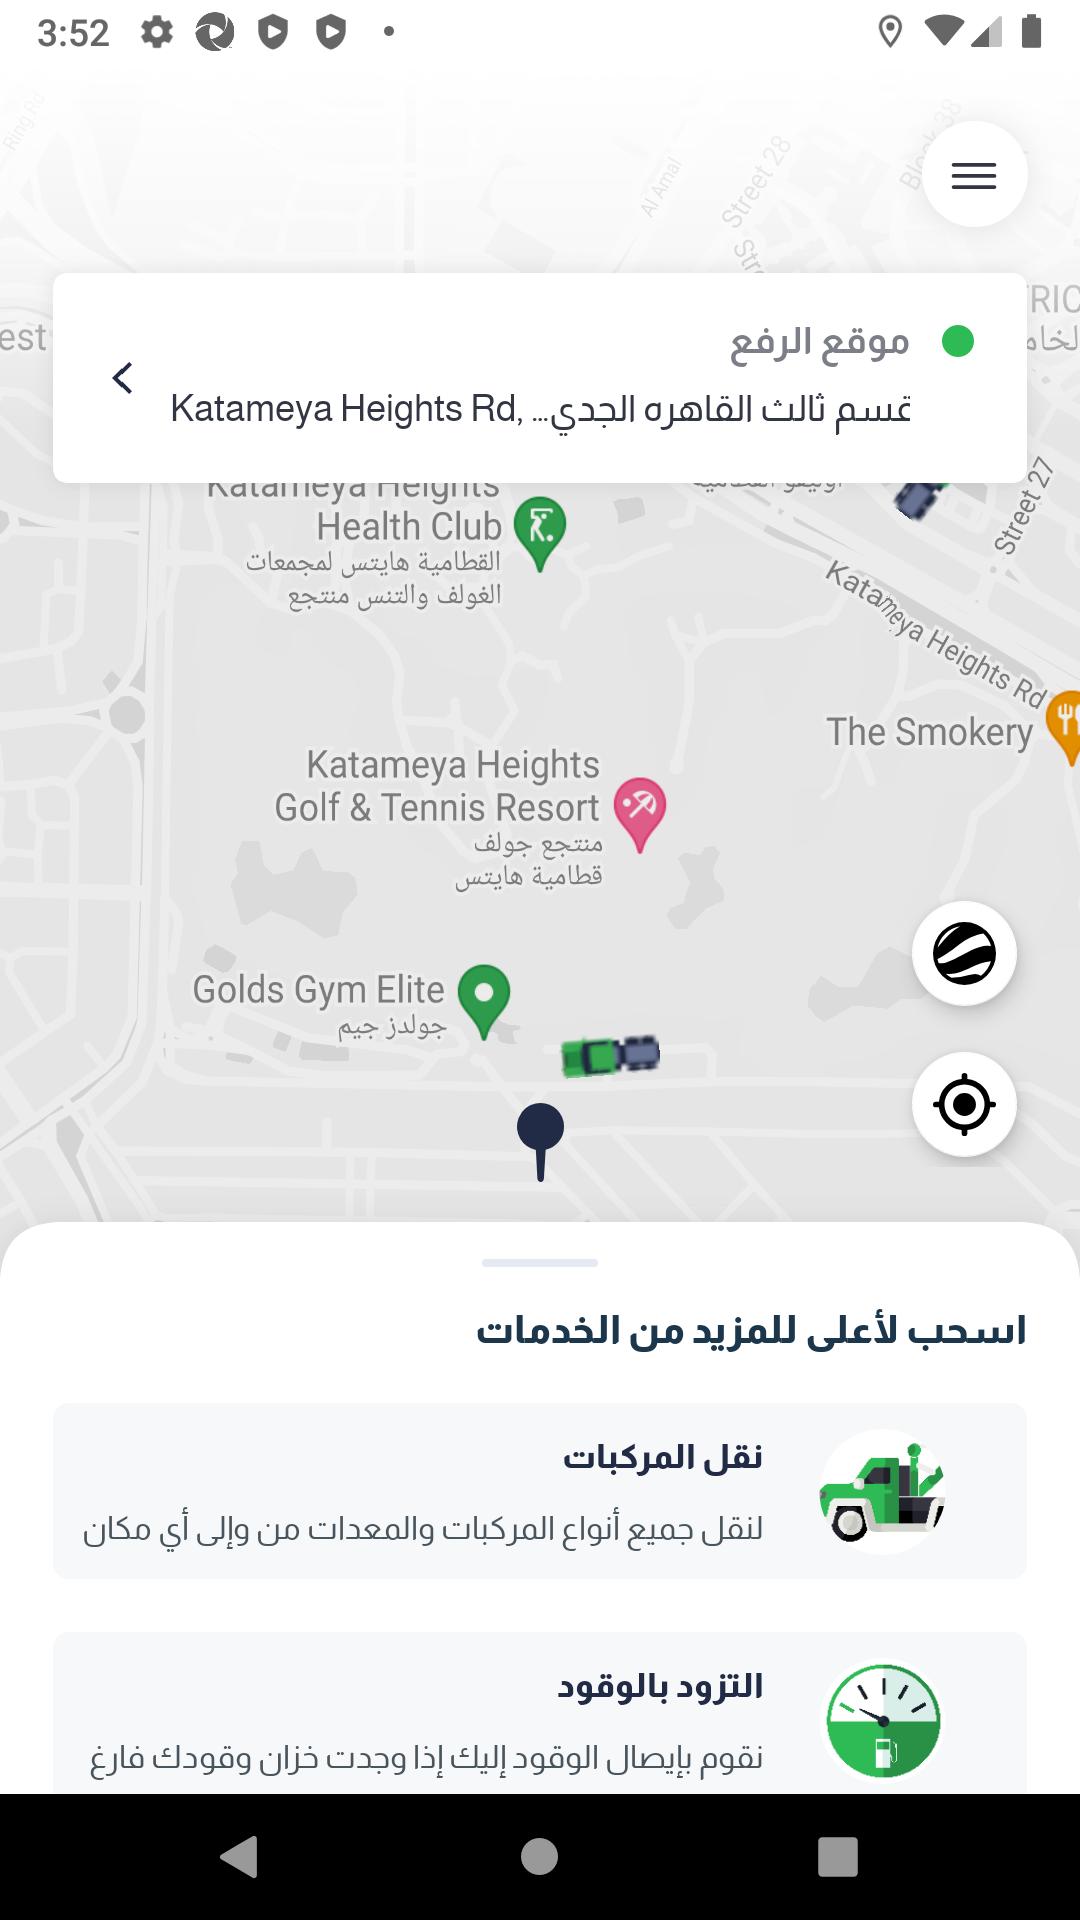 3:52
Ring Rd
Al Amal
Street 28
Block 38
موقع الرفع
Katameya Heights Rd, قسم ثالث القاهره الجدي...
Street 27
Katameya Heights
Health Club
القطامية هايتس لمجمعات
الغولف والتنس منتجع
Katameya Heights Rd
The Smokery
Katameya Heights
Golf & Tennis Resort
منتجع جولف
قطامية هايتس
Golds Gym Elite
جولدز جيم
اسحب لأعلى للمزيد من الخدمات
نقل المركبات
لنقل جميع أنواع المركبات والمعدات من وإلى أي مكان
التزود بالوقود
نقوم بإيصال الوقود إليك إذا وجدت خزان وقودك فارغ